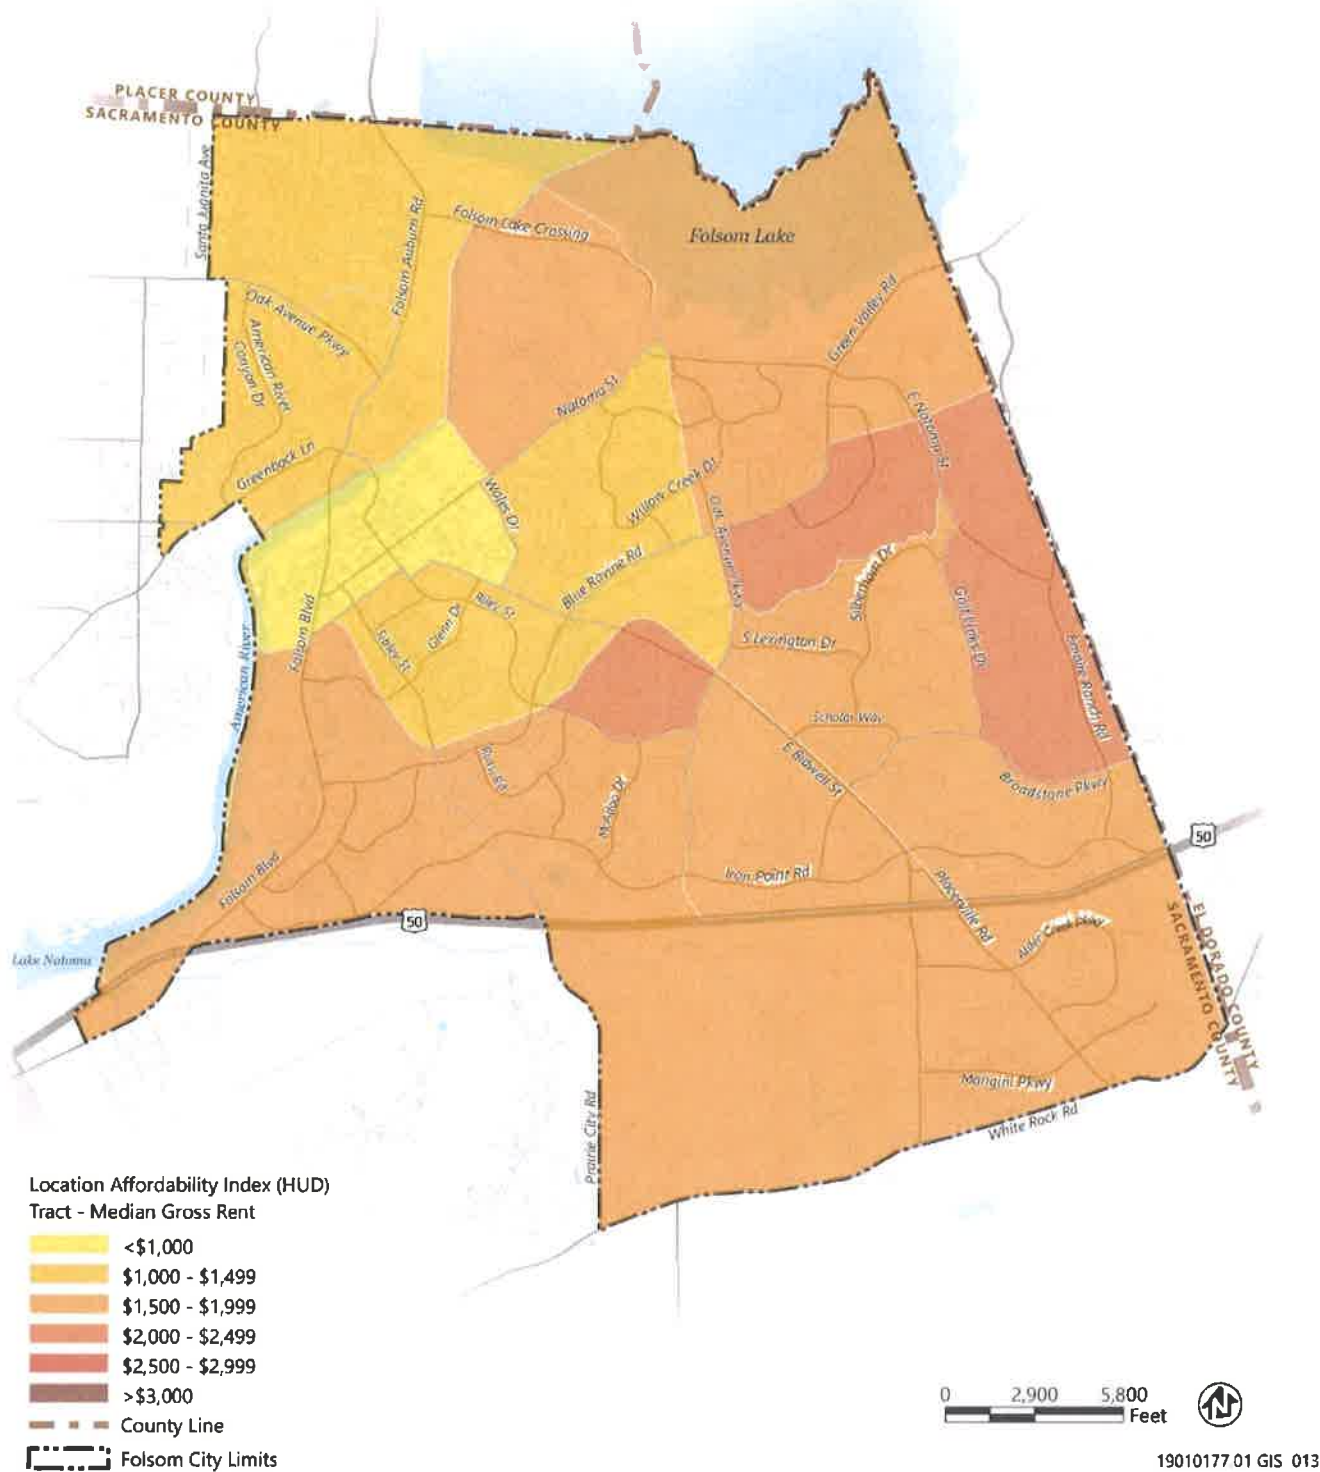 PLACER COUNTY
SACRAMENTO COUNTY
Santa Juanita Ave
Folsom Auburn Rd
Folsom Lake Crossing
Folsom Lake
Green Valley Rd
Oak Avenue Pkwy
American River
Canyon Dr
Natoma St
E Natoma St
Greenback Ln
Wales Dr
Willow Creek Dr
Oak Avenue Pkwy
Blue Ravine Rd
Silberhorn Dr
Golf Links Dr
Folsom Blvd
Sibley St
Glenn Dr
Riley St
S Lexington Dr
Empire Ranch Rd
American River
Scholar Way
E Bidwell St
Broadstone Pkwy
McAdoo Dr
50
Folsom Blvd
Iron Point Rd
Placerville Rd
50
Alder Creek Pkwy
EL DORADO COUNTY
SACRAMENTO COUNTY
Lake Natoma
Mangini Pkwy
White Rock Rd
Prairie City Rd
Location Affordability Index (HUD)
Tract - Median Gross Rent
<$1,000
$1,000 - $1,499
$1,500 - $1,999
$2,000 - $2,499
$2,500 - $2,999
>$3,000
County Line
Folsom City Limits
0 2,900 5,800
Feet
N
19010177 01 GIS 013